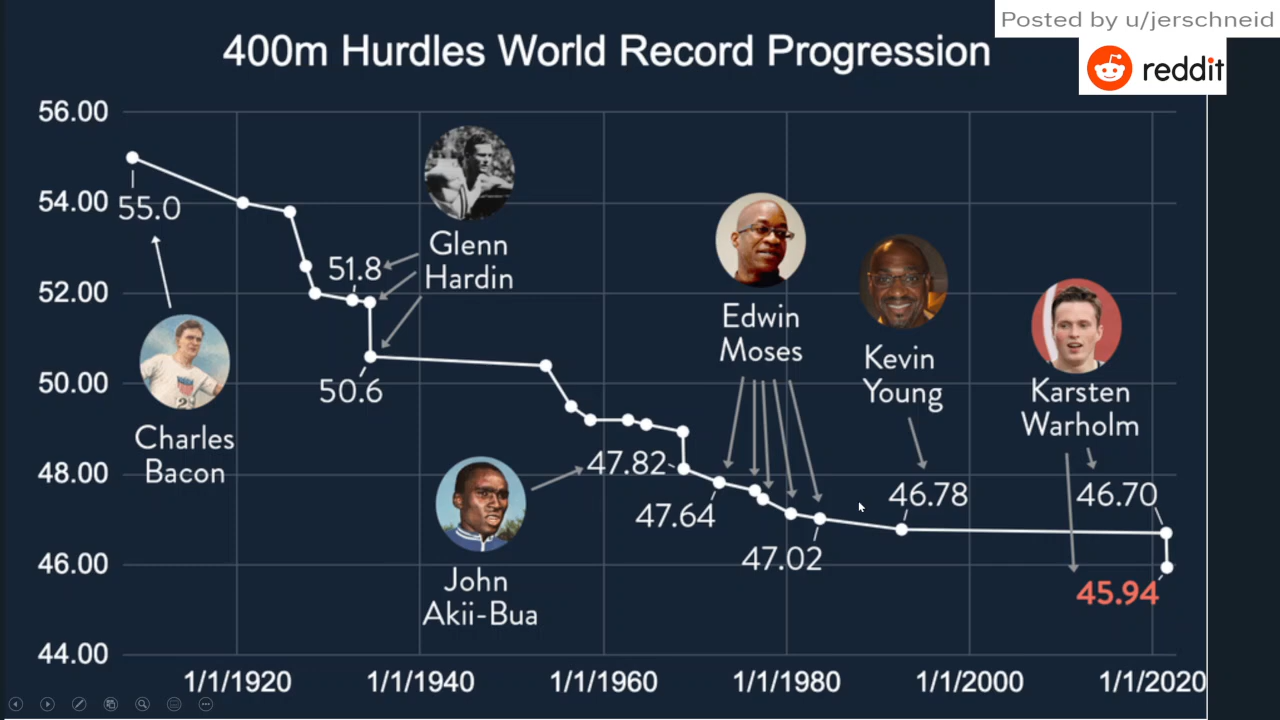 Posted by u/jerschneid
reddit
400m Hurdles World Record Progression
56.00
54.00
52.00
50.00
48.00
46.00
44.00
55.0
51.8
Glenn
Hardin
50.6
Charles
Bacon
47.82
John
Akii-Bua
47.64
Edwin
Moses
47.02
Kevin
Young
46.78
Karsten
Warholm
46.70
45.94
1/1/1920
1/1/1940
1/1/1960
1/1/1980
1/1/2000
1/1/2020